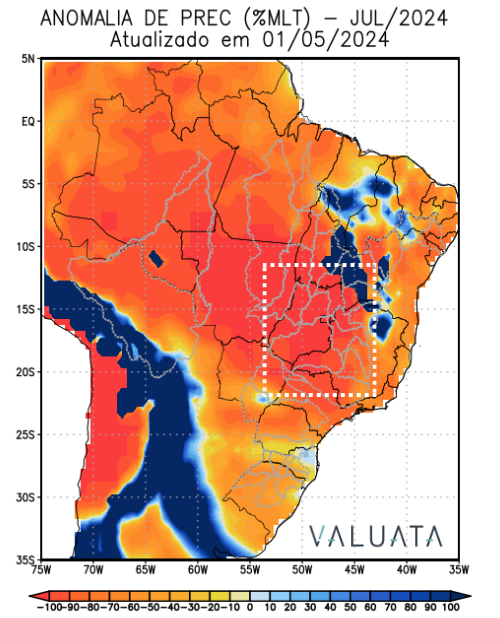 ANOMALIA DE PREC (%MLT) – JUL/2024
Atualizado em 01/05/2024
5N
EQ
5S
10S
15S
20S
25S
30S
35S
VALUATA
75W 70W 65W 60W 55W 50W 45W 40W 35W
-100 -90 -80 -70 -60 -50 -40 -30 -20 -10 0 10 20 30 40 50 60 70 80 90 100